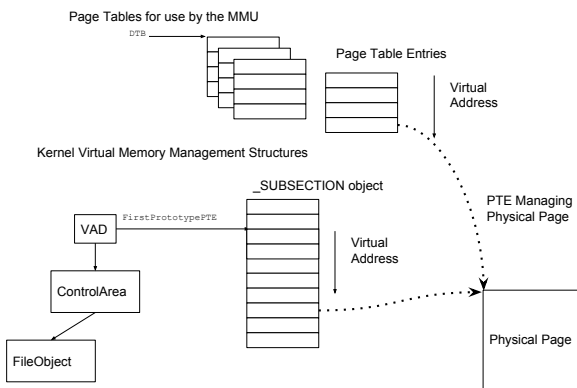 Page Tables for use by the MMU
DTB
Page Table Entries
Virtual
Address
Kernel Virtual Memory Management Structures
_SUBSECTION object
PTE Managing
Physical Page
FirstPrototypePTE
VAD
Virtual
Address
ControlArea
Physical Page
FileObject